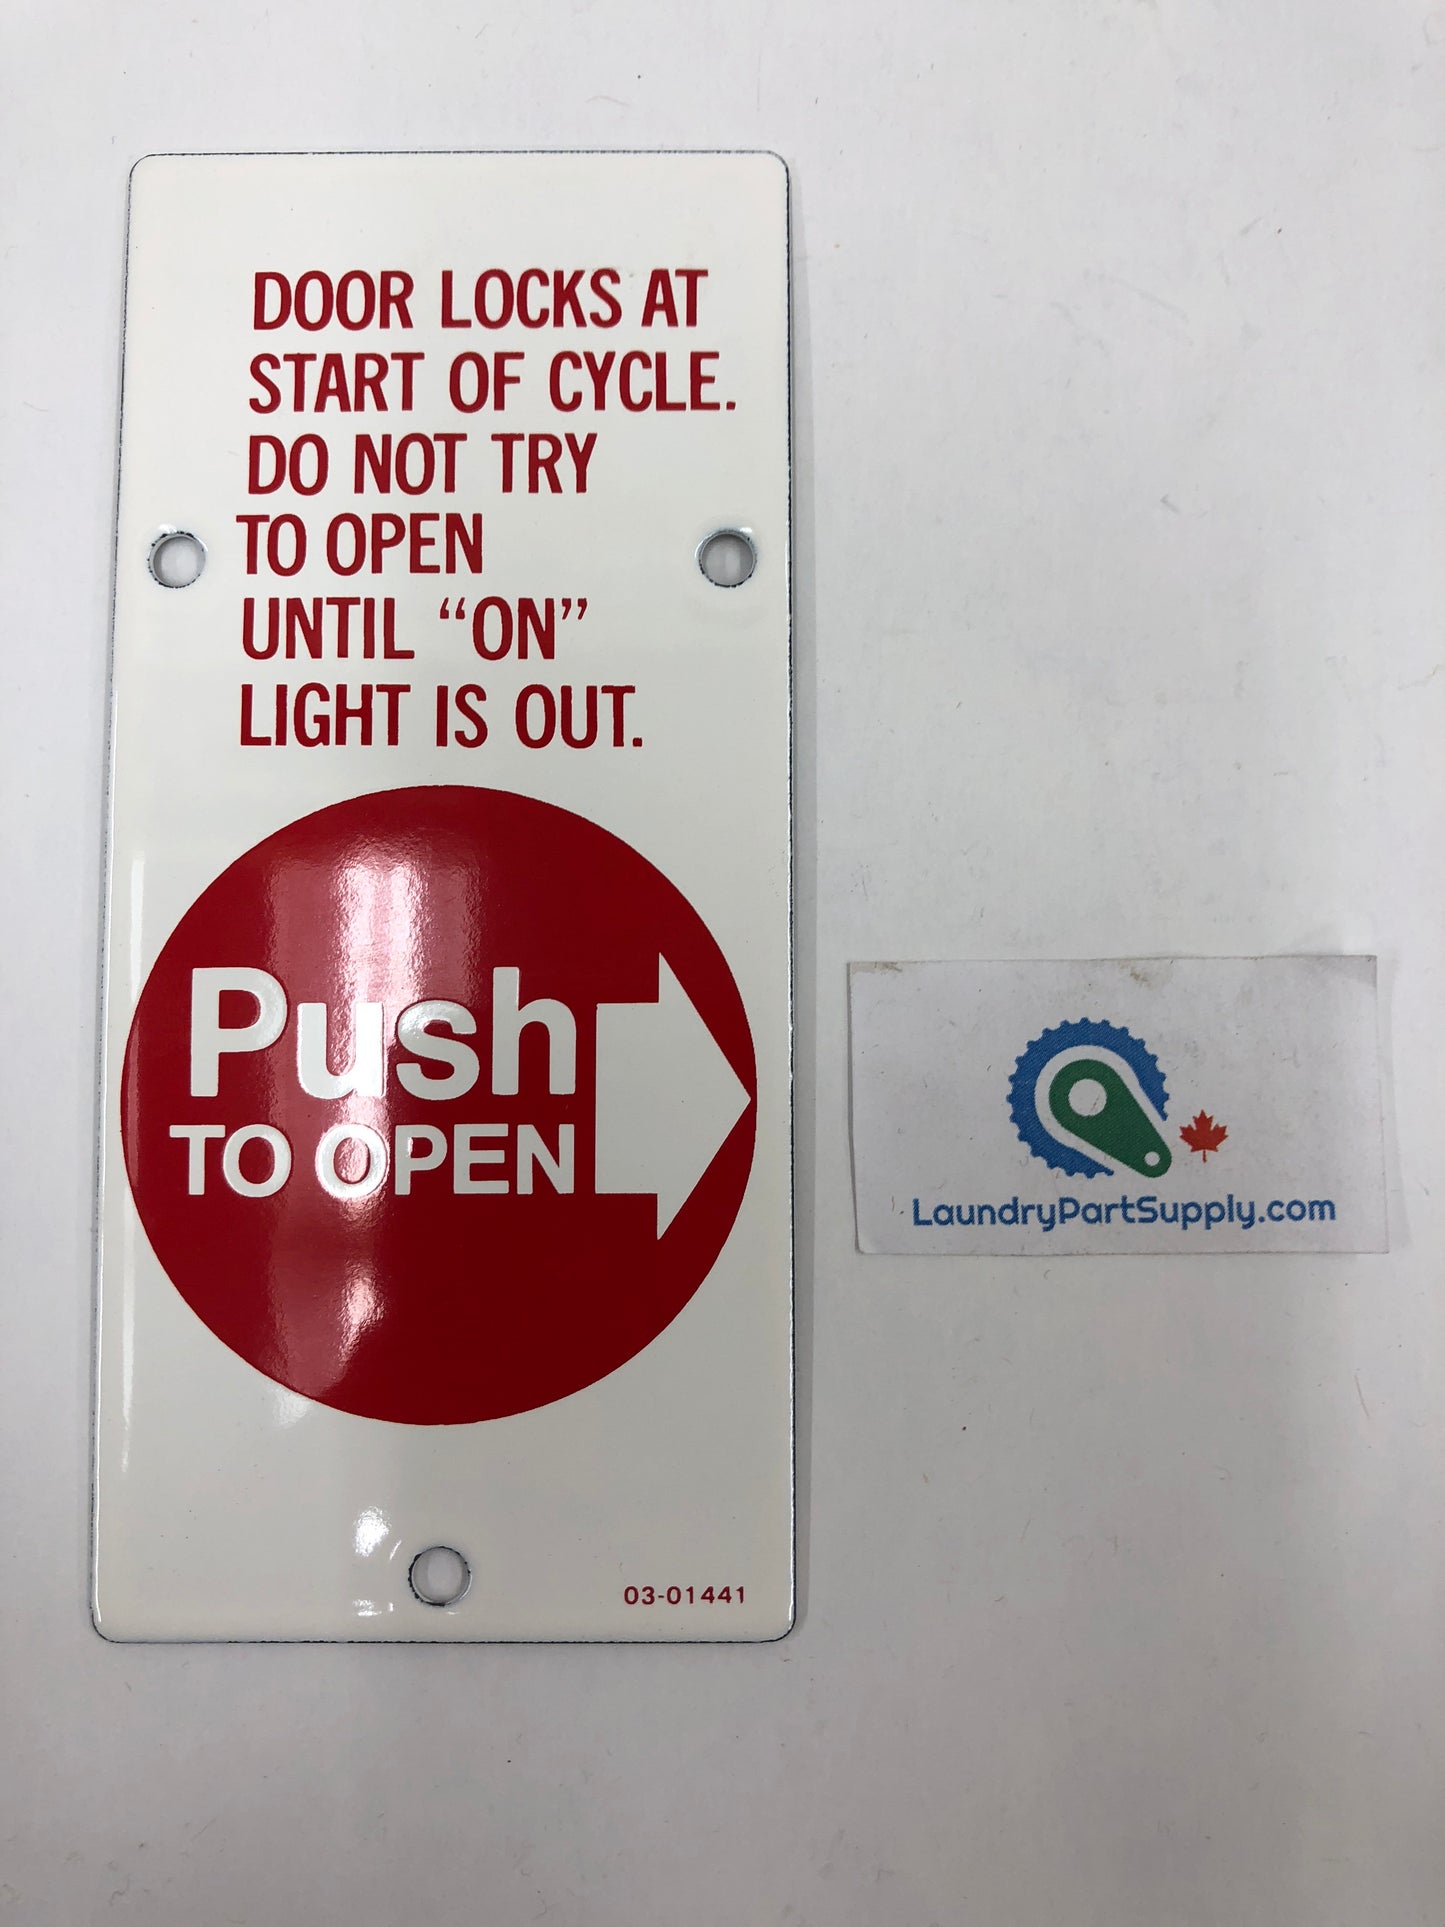 DOOR LOCKS AT
START OF CYCLE.
DO NOT TRY
TO OPEN
UNTIL “ON”
LIGHT IS OUT.
Push
TO OPEN
03-01441
LaundryPartSupply.com